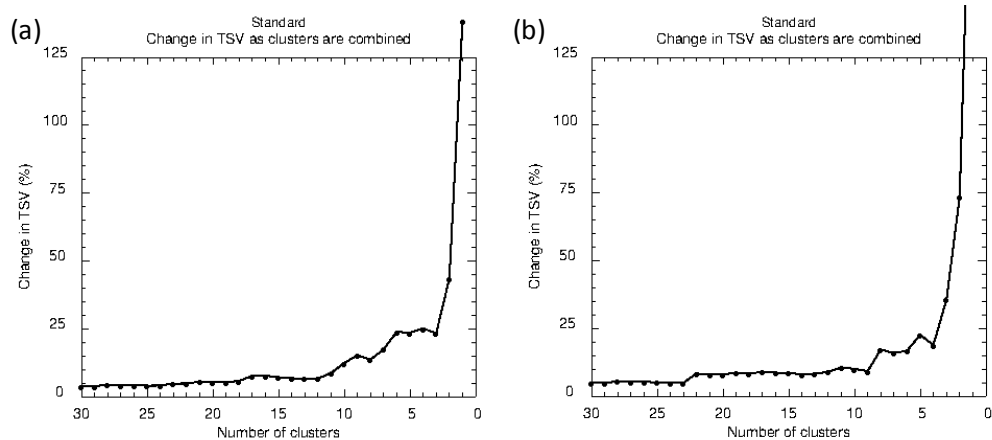 (a)
Standard
Change in TSV as clusters are combined
125
100
75
50
25
0
Change in TSV (%)
30 25 20 15 10 5 0
Number of clusters
(b)
Standard
Change in TSV as clusters are combined
125
100
75
50
25
0
Change in TSV (%)
30 25 20 15 10 5 0
Number of clusters